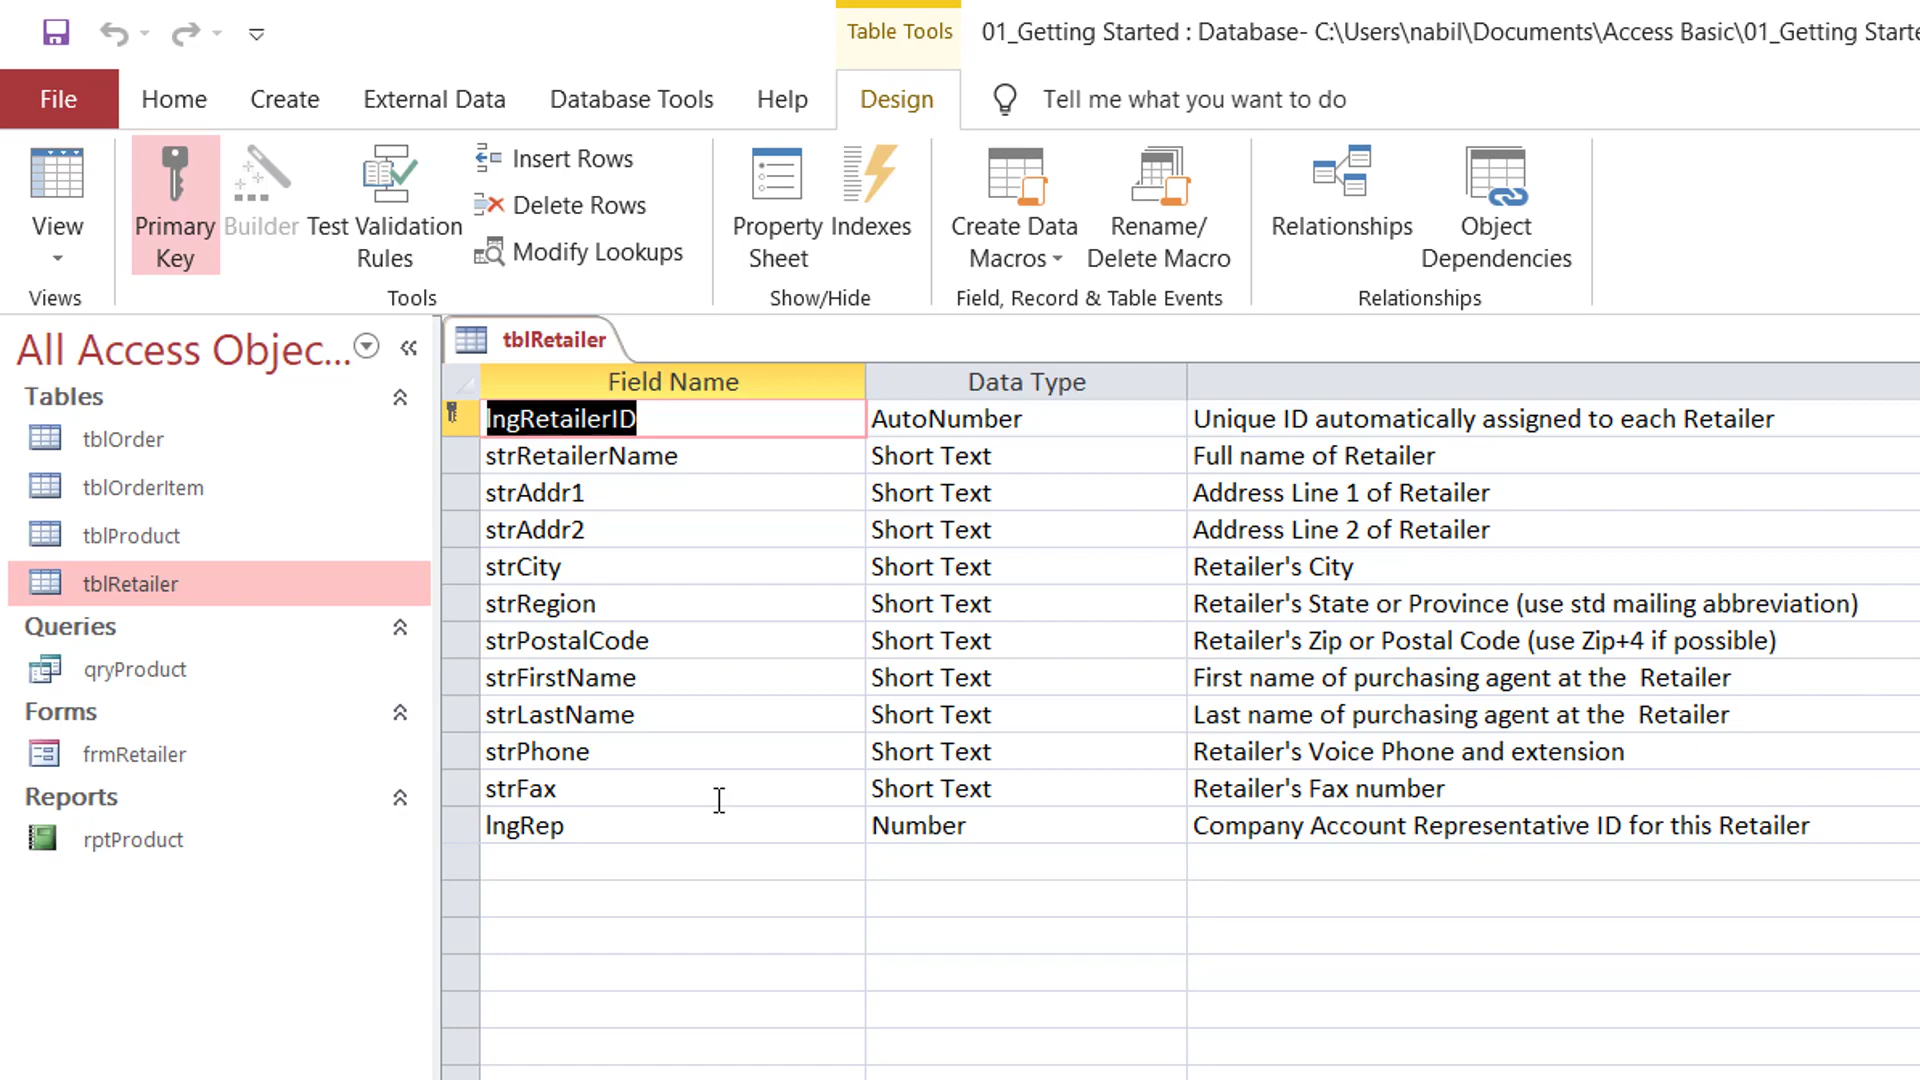 Table Tools
01_Getting Started : Database- C:\Users\nabil\Documents\Access Basic\01_Getting Starte
File
Home
Create
External Data
Database Tools
Help
Design
Tell me what you want to do
View
Primary
Key
Builder
Test Validation
Rules
Insert Rows
Delete Rows
Modify Lookups
Property
Sheet
Indexes
Create Data
Macros
Rename/
Delete Macro
Relationships
Object
Dependencies
Views
Tools
Show/Hide
Field, Record & Table Events
Relationships
All Access Objec...
Tables
tblOrder
tblOrderItem
tblProduct
tblRetailer
Queries
qryProduct
Forms
frmRetailer
Reports
rptProduct
tblRetailer
Field Name Data Type
lngRetailerID AutoNumber Unique ID automatically assigned to each Retailer
strRetailerName Short Text Full name of Retailer
strAddr1 Short Text Address Line 1 of Retailer
strAddr2 Short Text Address Line 2 of Retailer
strCity Short Text Retailer's City
strRegion Short Text Retailer's State or Province (use std mailing abbreviation)
strPostalCode Short Text Retailer's Zip or Postal Code (use Zip+4 if possible)
strFirstName Short Text First name of purchasing agent at the  Retailer
strLastName Short Text Last name of purchasing agent at the  Retailer
strPhone Short Text Retailer's Voice Phone and extension
strFax Short Text Retailer's Fax number
lngRep Number Company Account Representative ID for this Retailer